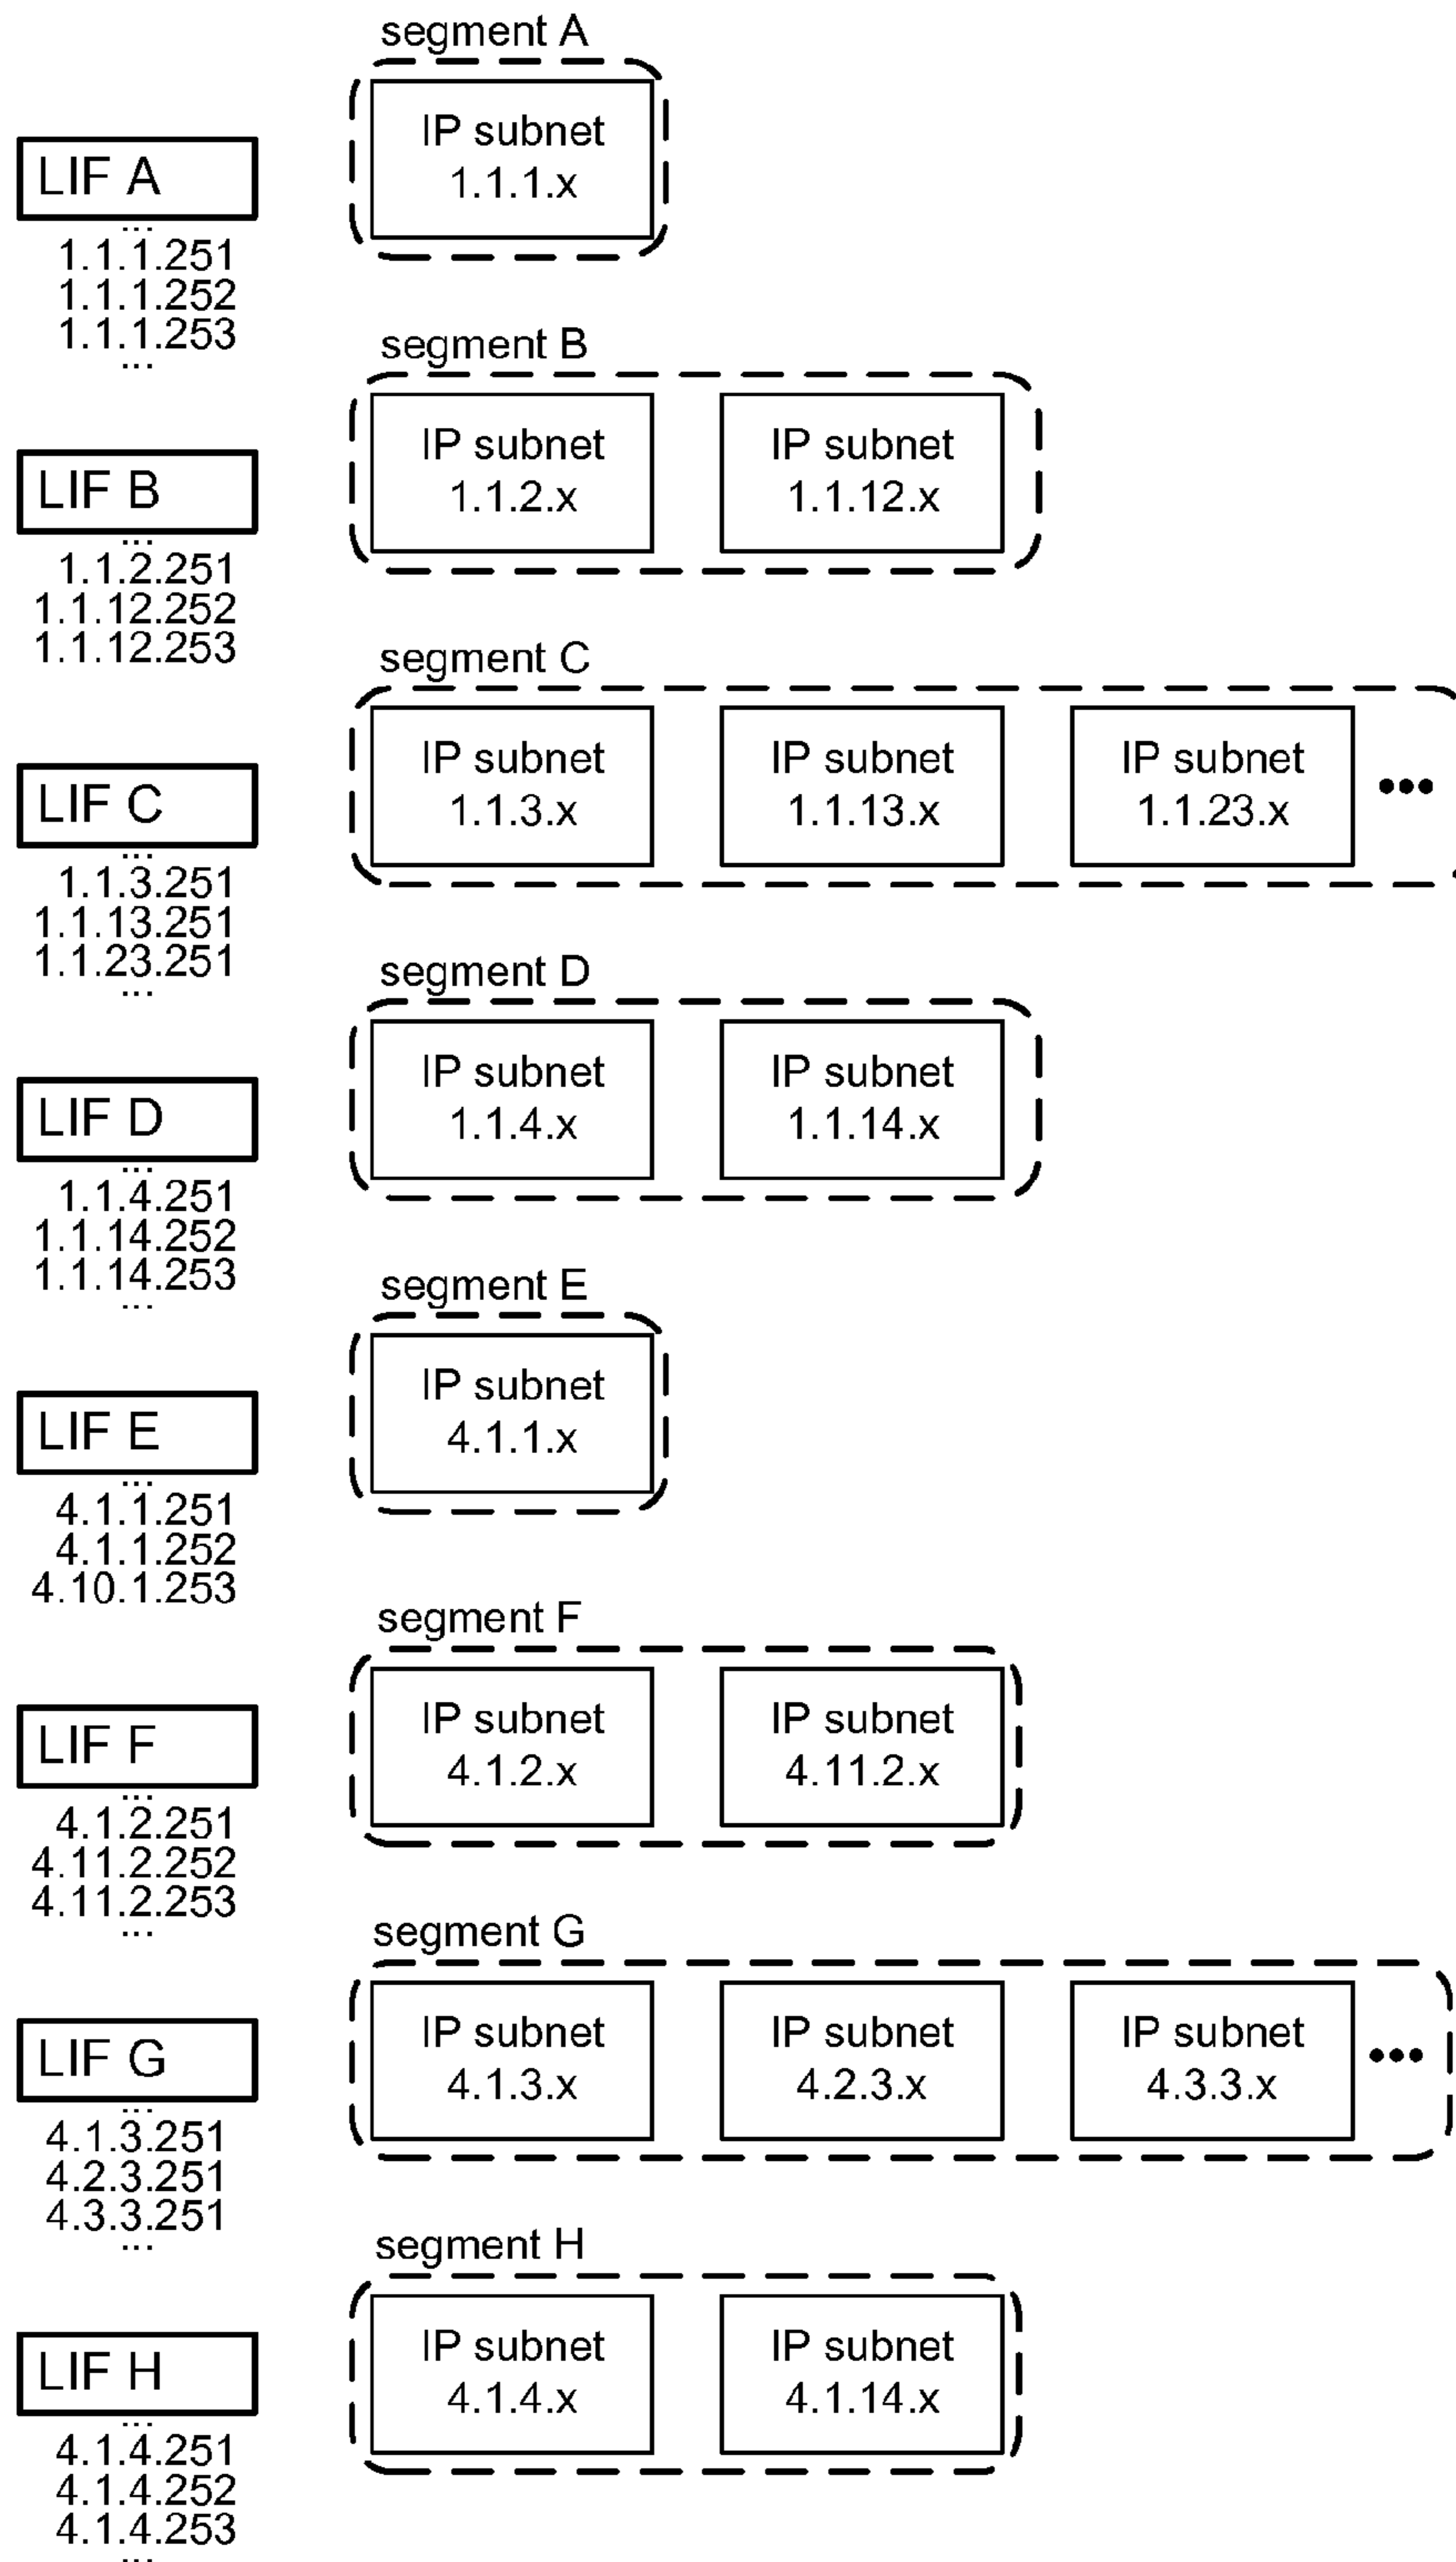 segment A
IP subnet
1.1.1.x
LIF A
...
1.1.1.251
1.1.1.252
1.1.1.253
...
segment B
IP subnet
1.1.2.x
IP subnet
1.1.12.x
LIF B
...
1.1.2.251
1.1.12.252
1.1.12.253
segment C
IP subnet
1.1.3.x
IP subnet
1.1.13.x
IP subnet
1.1.23.x
•••
LIF C
...
1.1.3.251
1.1.13.251
1.1.23.251
...
segment D
IP subnet
1.1.4.x
IP subnet
1.1.14.x
LIF D
...
1.1.4.251
1.1.14.252
1.1.14.253
...
segment E
IP subnet
4.1.1.x
LIF E
...
4.1.1.251
4.1.1.252
4.10.1.253
segment F
IP subnet
4.1.2.x
IP subnet
4.11.2.x
LIF F
...
4.1.2.251
4.11.2.252
4.11.2.253
...
segment G
IP subnet
4.1.3.x
IP subnet
4.2.3.x
IP subnet
4.3.3.x
•••
LIF G
...
4.1.3.251
4.2.3.251
4.3.3.251
...
segment H
IP subnet
4.1.4.x
IP subnet
4.1.14.x
LIF H
...
4.1.4.251
4.1.4.252
4.1.4.253
...